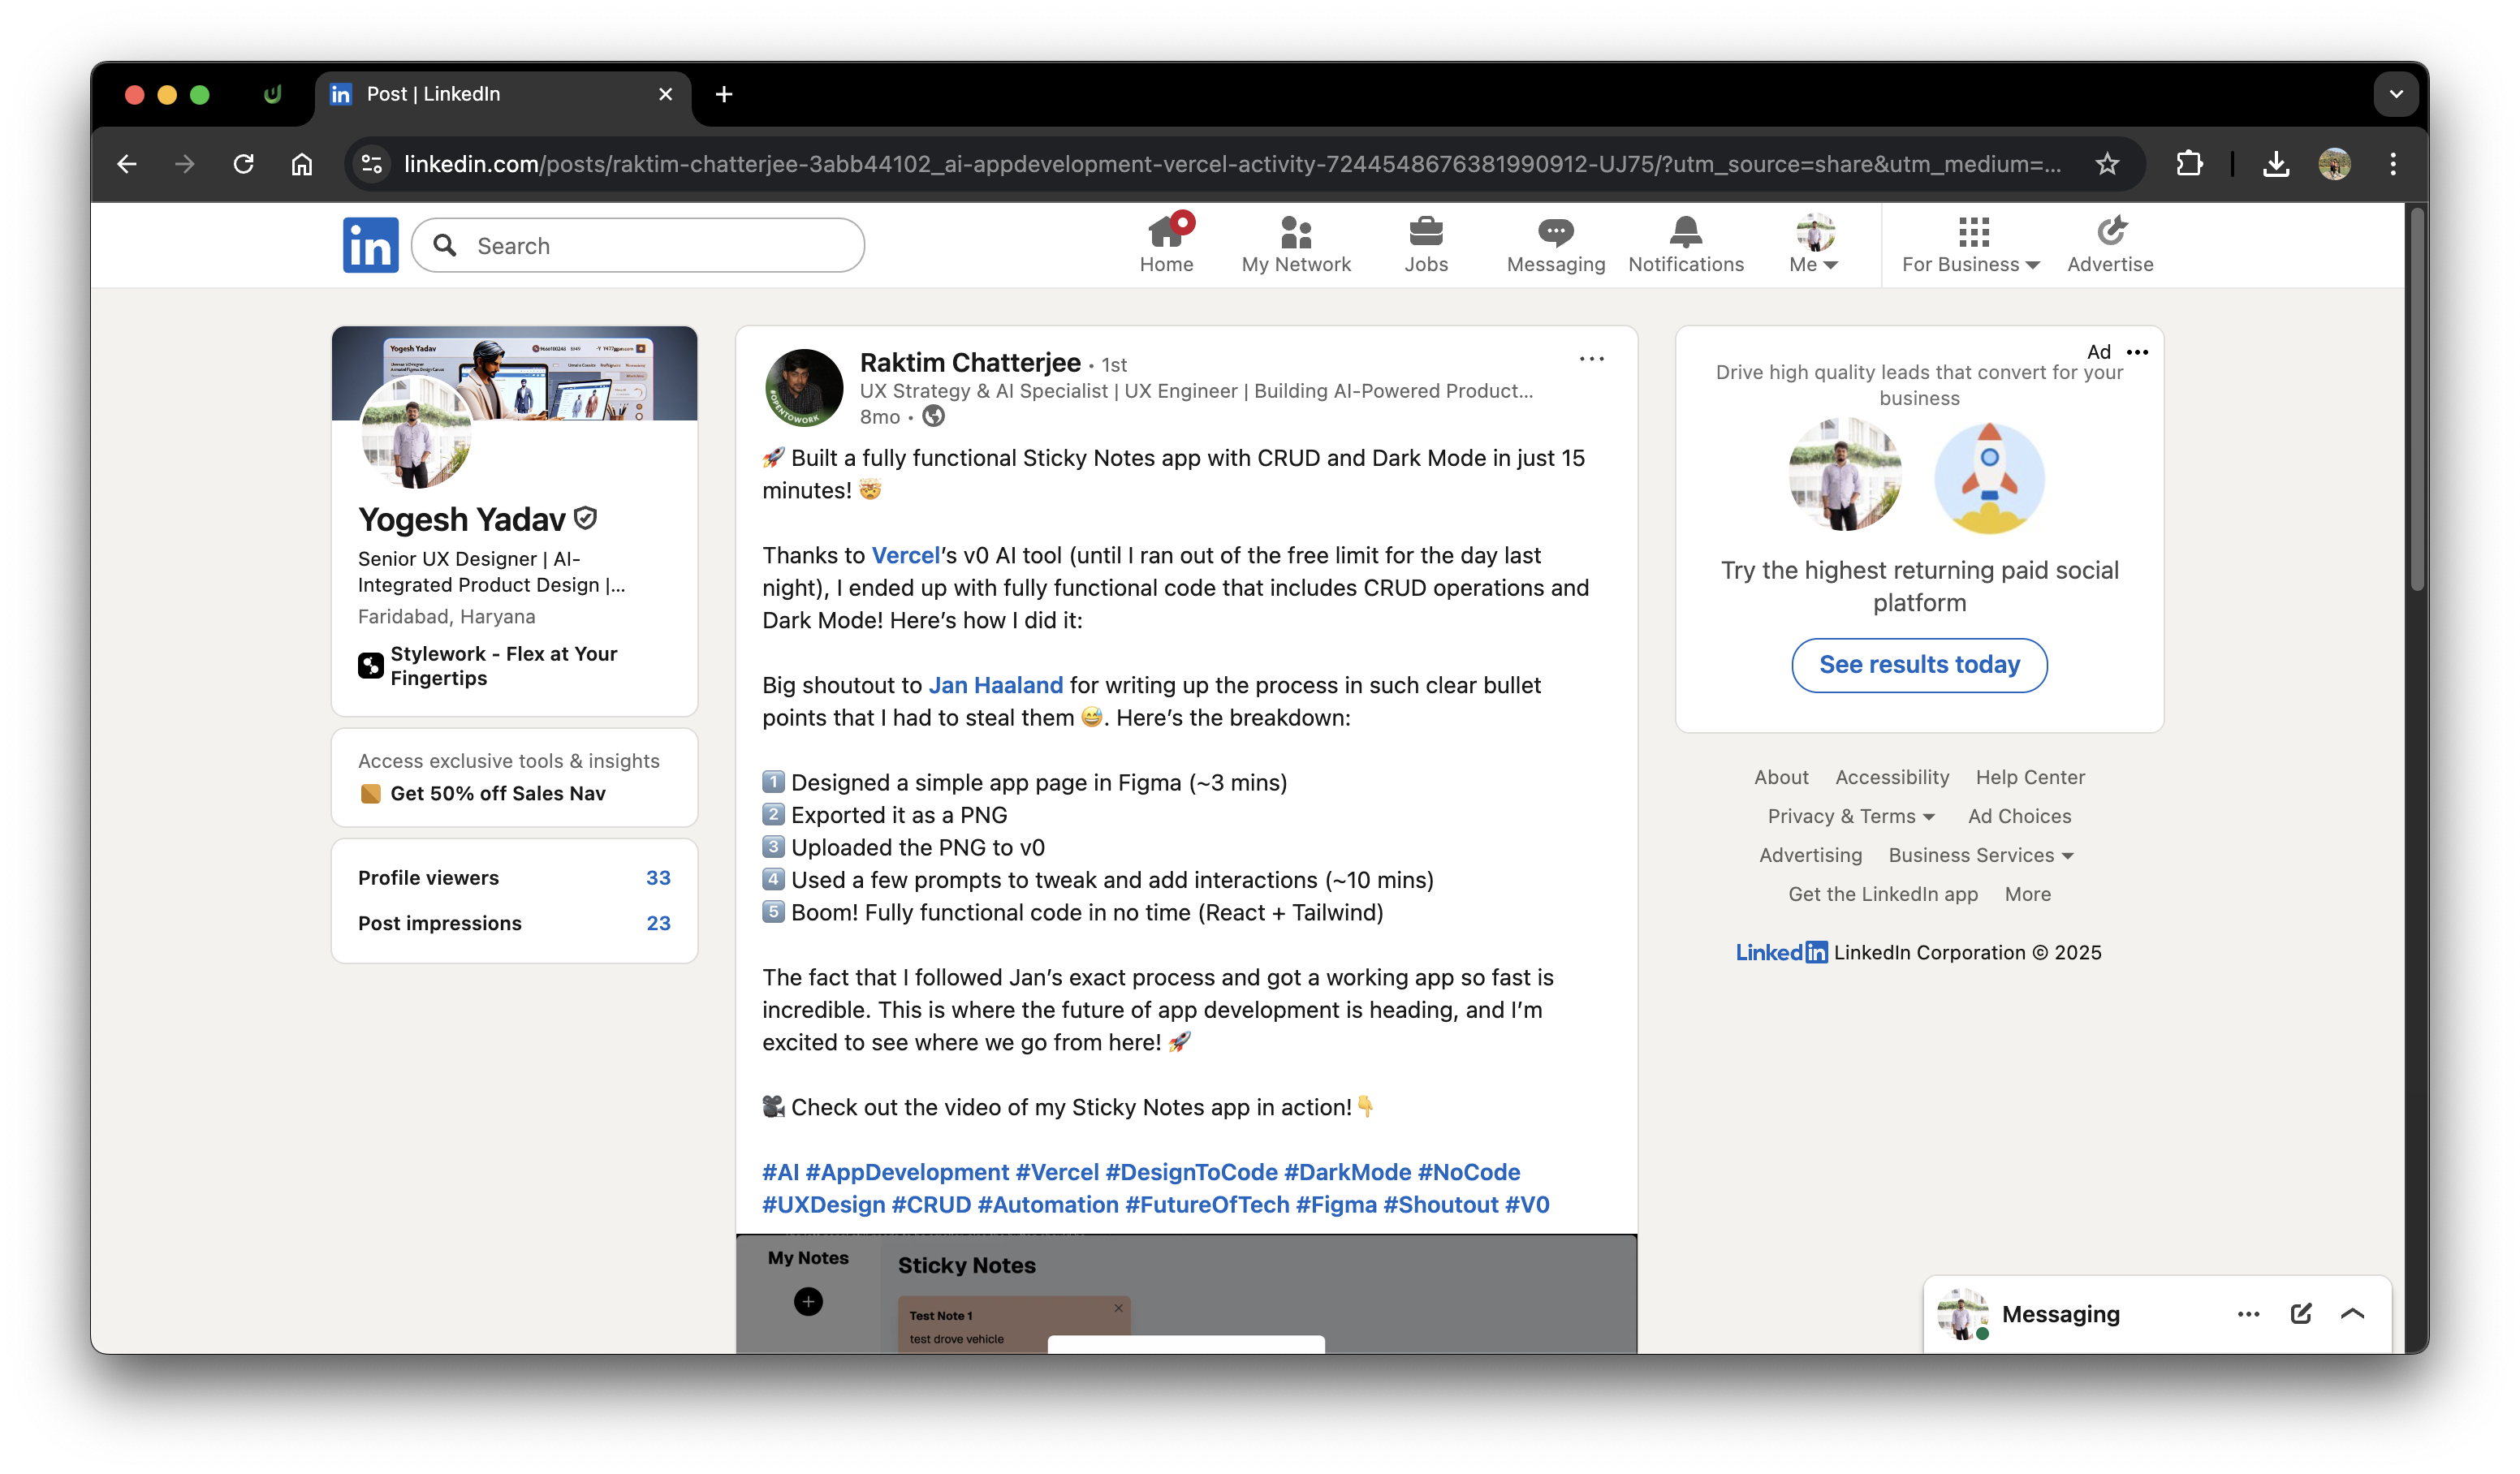 Post | LinkedIn
linkedin.com/posts/raktim-chatterjee-3abb44102_ai-appdevelopment-vercel-activity-7244548676381990912-UJ75/?utm_source=share&utm_medium=...
in
Search
Home
My Network
Jobs
Messaging
Notifications
Me
For Business
Advertise
Yogesh Yadav
Yogesh Yadav
Senior UX Designer | AI-
Integrated Product Design |...
Faridabad, Haryana
Stylework - Flex at Your
Fingertips
Access exclusive tools & insights
Get 50% off Sales Nav
Profile viewers 33
Post impressions 23
#OPENTOWORK
Raktim Chatterjee • 1st
UX Strategy & AI Specialist | UX Engineer | Building AI-Powered Product...
8mo •
🚀 Built a fully functional Sticky Notes app with CRUD and Dark Mode in just 15
minutes! 🤯
Thanks to Vercel’s v0 AI tool (until I ran out of the free limit for the day last
night), I ended up with fully functional code that includes CRUD operations and
Dark Mode! Here’s how I did it:
Big shoutout to Jan Haaland for writing up the process in such clear bullet
points that I had to steal them 😅. Here’s the breakdown:
1️⃣ Designed a simple app page in Figma (~3 mins)
2️⃣ Exported it as a PNG
3️⃣ Uploaded the PNG to v0
4️⃣ Used a few prompts to tweak and add interactions (~10 mins)
5️⃣ Boom! Fully functional code in no time (React + Tailwind)
The fact that I followed Jan’s exact process and got a working app so fast is
incredible. This is where the future of app development is heading, and I’m
excited to see where we go from here! 🚀
🎥 Check out the video of my Sticky Notes app in action!👇
#AI #AppDevelopment #Vercel #DesignToCode #DarkMode #NoCode
#UXDesign #CRUD #Automation #FutureOfTech #Figma #Shoutout #V0
My Notes
Sticky Notes
Test Note 1
test drove vehicle
Ad
Drive high quality leads that convert for your
business
Try the highest returning paid social
platform
See results today
About Accessibility Help Center
Privacy & Terms Ad Choices
Advertising Business Services
Get the LinkedIn app More
Linkedin LinkedIn Corporation © 2025
Messaging